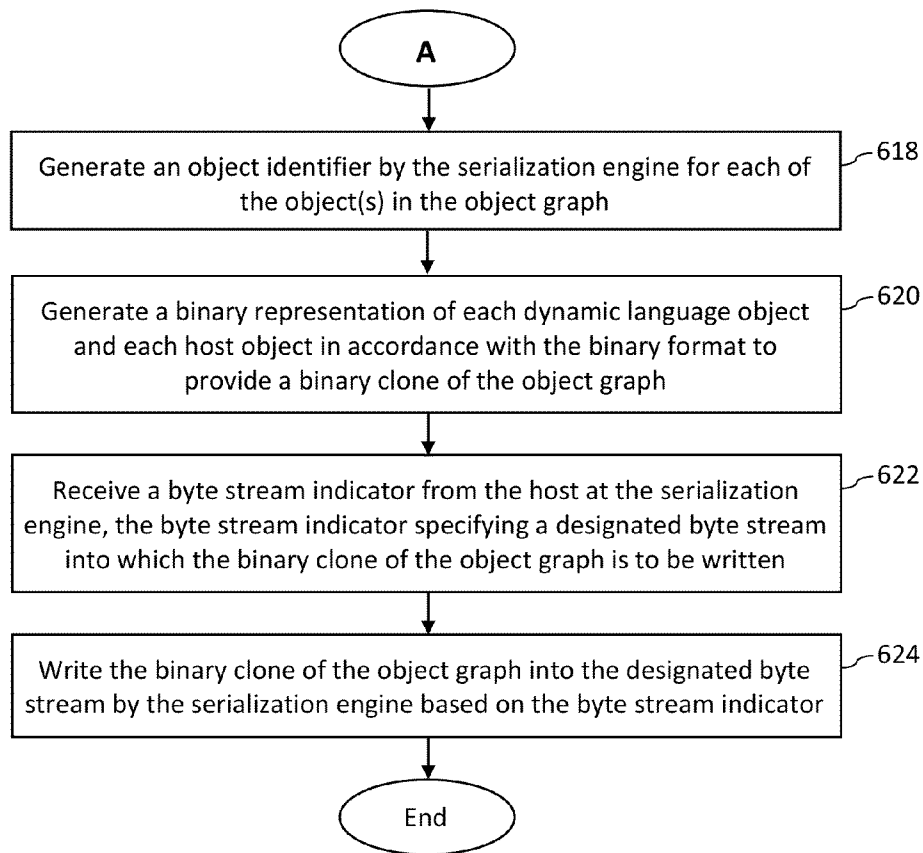 A
Generate an object identifier by the serialization engine for each of
the object(s) in the object graph
618
Generate a binary representation of each dynamic language object
and each host object in accordance with the binary format to
provide a binary clone of the object graph
620
Receive a byte stream indicator from the host at the serialization
engine, the byte stream indicator specifying a designated byte stream
into which the binary clone of the object graph is to be written
622
Write the binary clone of the object graph into the designated byte
stream by the serialization engine based on the byte stream indicator
624
End